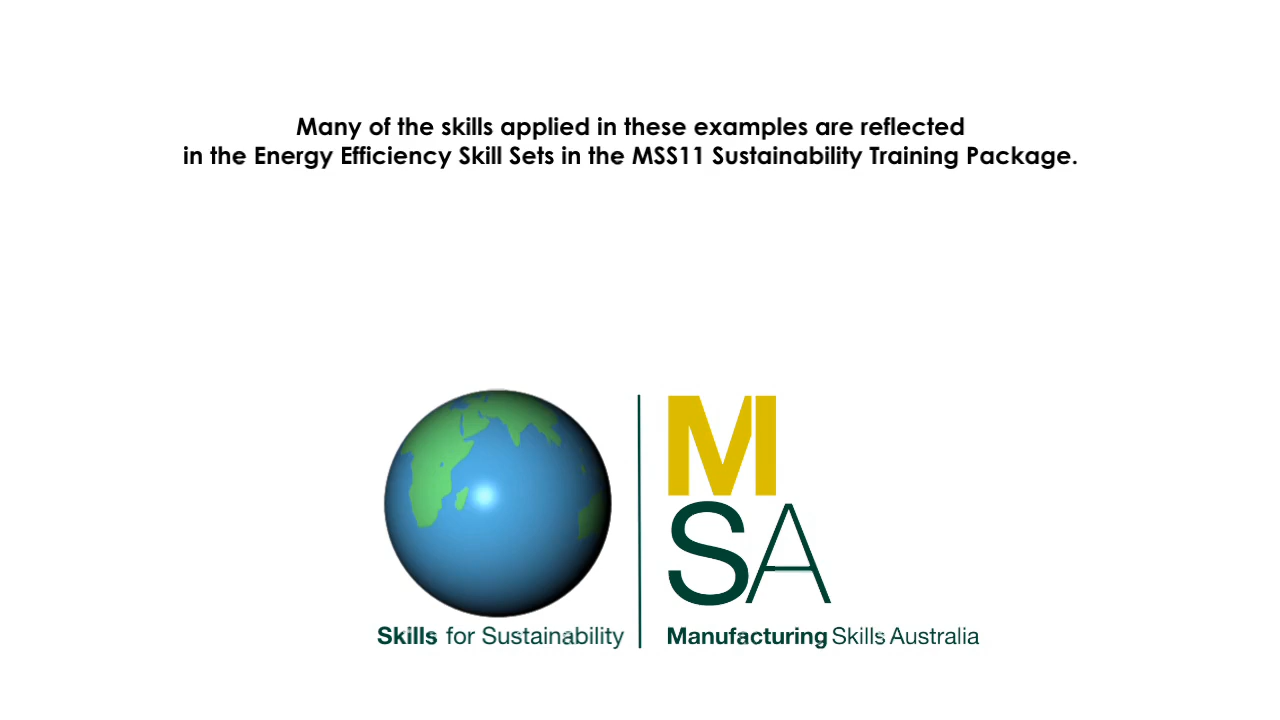 Many of the skills applied in these examples are reflected
in the Energy Efficiency Skill Sets in the MSS11 Sustainability Training Package.
M
SA
Skills for Sustainability
Manufacturing Skills Australia